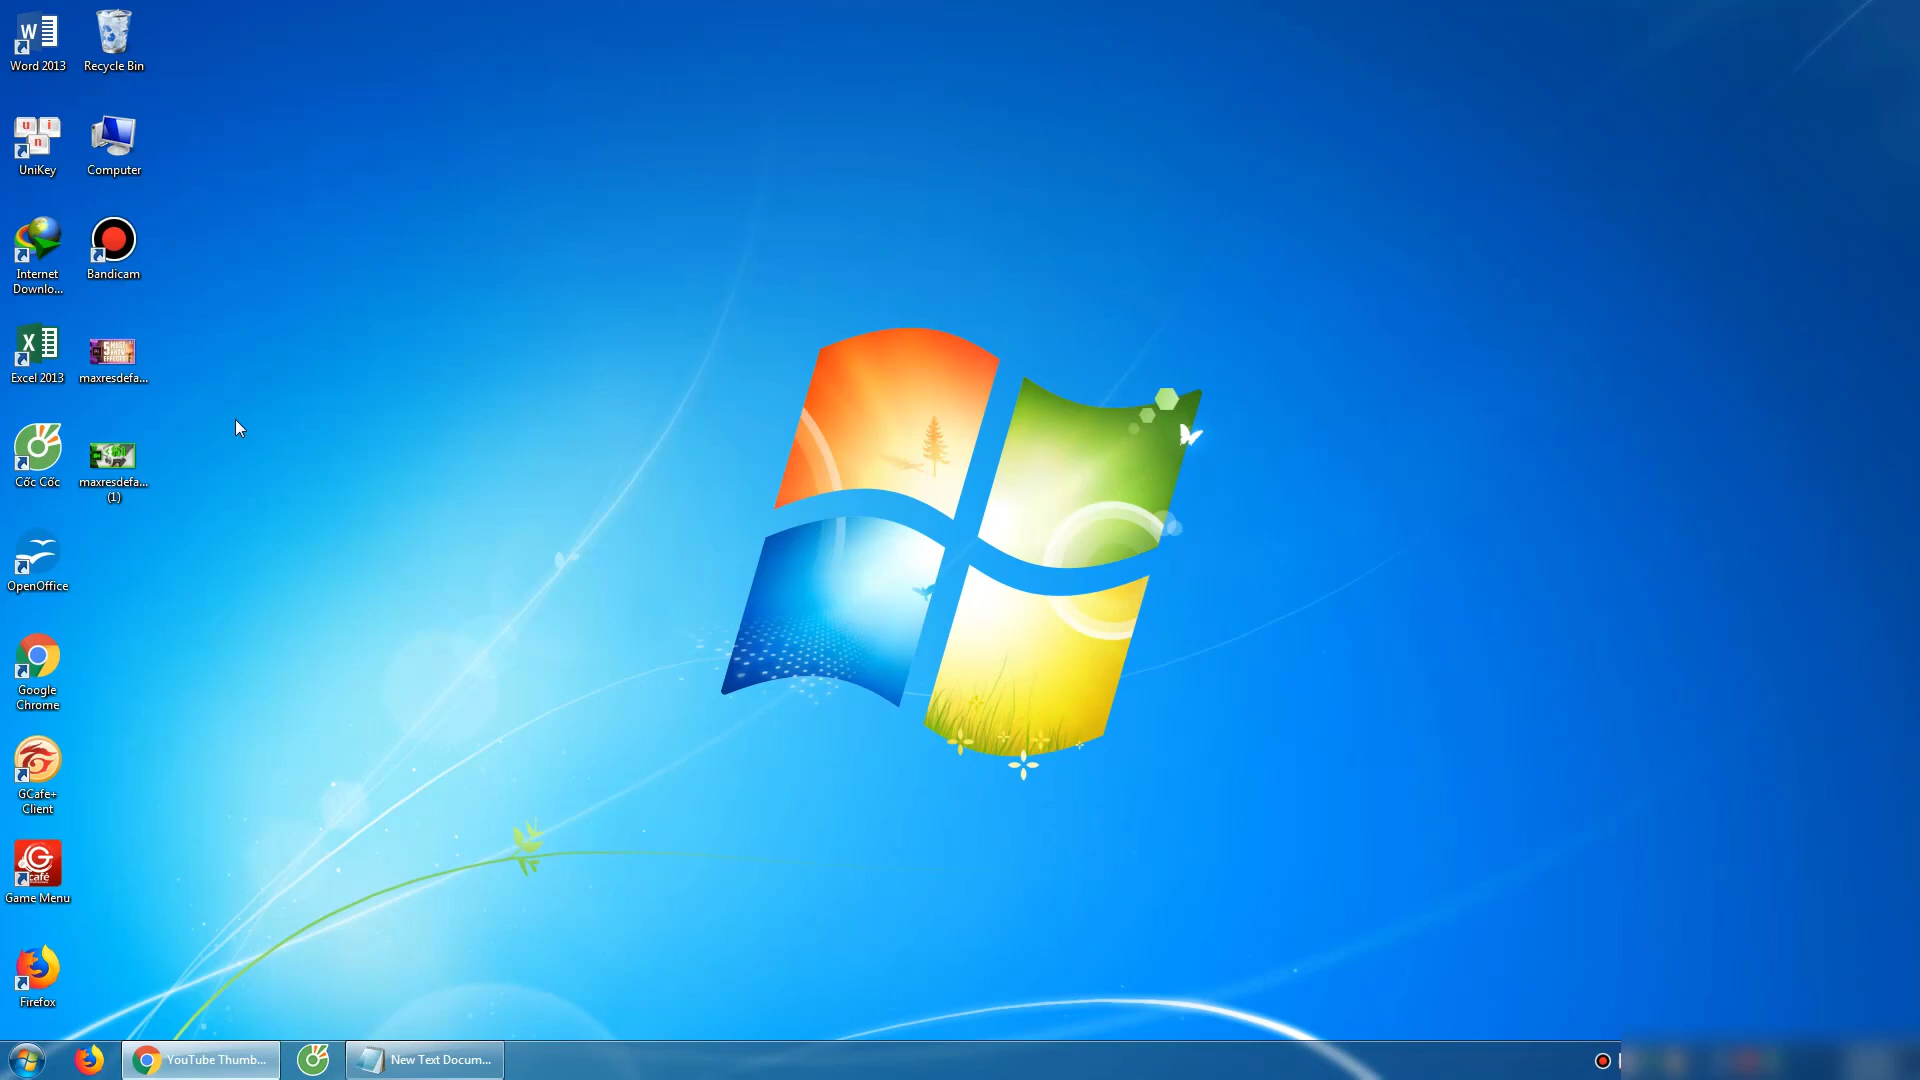 Word 2013
Recycle Bin
u i n
UniKey
Computer
Internet
Downlo...
Bandicam
Excel 2013
maxresdefa...
Cốc Cốc
maxresdefa...
(1)
OpenOffice
Google
Chrome
GCafe+
Client
Game Menu
Firefox
YouTube Thumb...
New Text Docum...